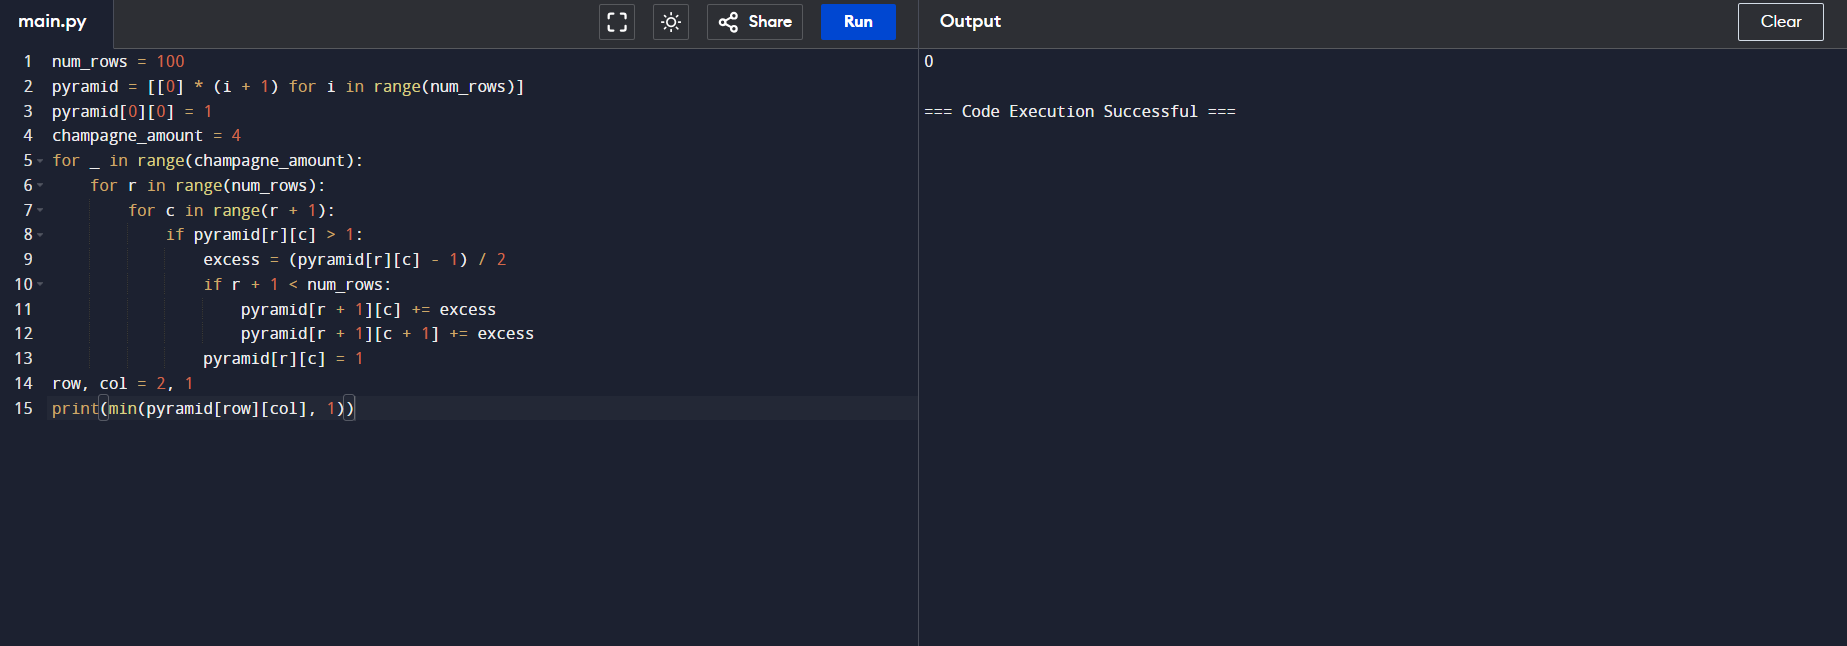 main.py Share Run Output Clear
1 num_rows = 100
2 pyramid = [[0] * (i + 1) for i in range(num_rows)]
3 pyramid[0][0] = 1
4 champagne_amount = 4
5 for _ in range(champagne_amount):
6     for r in range(num_rows):
7         for c in range(r + 1):
8             if pyramid[r][c] > 1:
9                 excess = (pyramid[r][c] - 1) / 2
10                 if r + 1 < num_rows:
11                     pyramid[r + 1][c] += excess
12                     pyramid[r + 1][c + 1] += excess
13                 pyramid[r][c] = 1
14 row, col = 2, 1
15 print(min(pyramid[row][col], 1))
0
=== Code Execution Successful ===